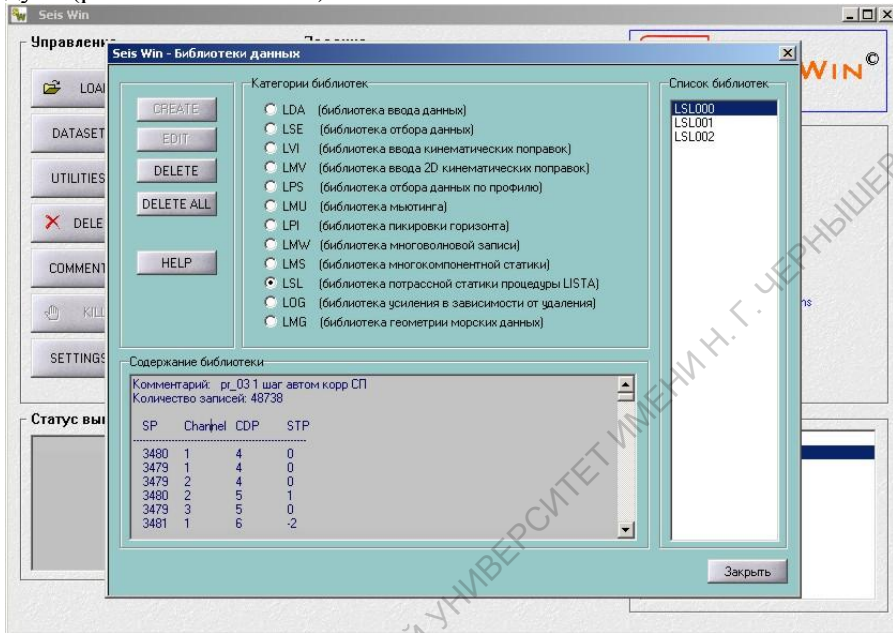 Seis Win
Управлени
WIN©
LOA
DATASET
UTILITIES
DELE
COMMENT
KILL
SETTINGS
Статус вы
Seis Win - Библиотеки данных
CREATE
EDIT
DELETE
DELETE ALL
HELP
Категории библиотек
LDA (библиотека ввода данных)
LSE (библиотека отбора данных)
LVI (библиотека ввода кинематических поправок)
LMV (библиотека ввода 2D кинематических поправок)
LPS (библиотека отбора данных по профилю)
LMU (библиотека мьютинга)
LPI (библиотека пикировки горизонта)
LMW (библиотека многоволновой записи)
LMS (библиотека многокомпонентной статики)
LSL (библиотека потрассной статики процедуры LISTA)
LOG (библиотека усиления в зависимости от удаления)
LMG (библиотека геометрии морских данных)
Список библиотек
LSL000
LSL001
LSL002
Содержание библиотеки
Комментарий: pr_03 1 шаг автом корр СП
Количество записей: 48738
SP Channel CDP STP
3480 1 4 0
3479 1 4 0
3479 2 4 0
3480 2 5 1
3479 3 5 0
3481 1 6 -2
Закрыть
ns
Й УНИВЕРСИТЕТ ИМЕНИ Н. Г. ЧЕРНЫШЕ